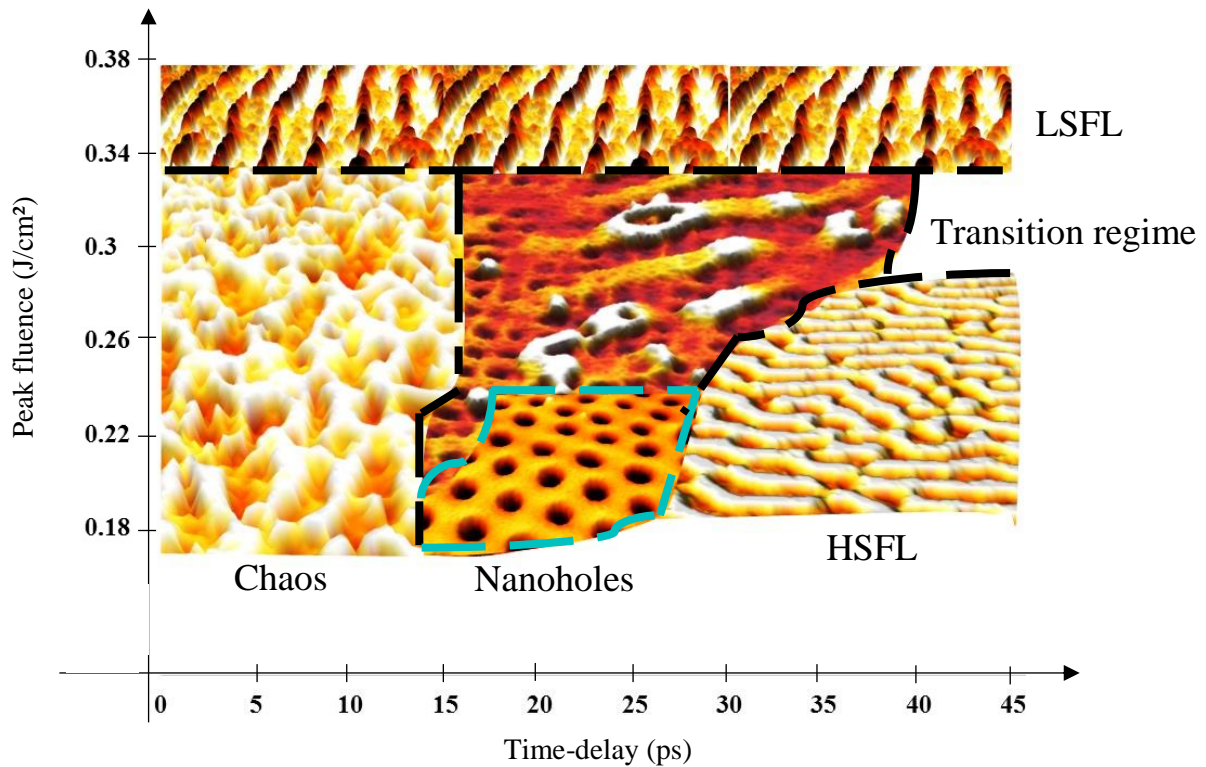 0.38
LSFL
0.34
Peak fluence (J/cm²)
0.3
Transition regime
0.26
0.22
0.18
HSFL
Chaos
Nanoholes
0 5 10 15 20 25 30 35 40 45
Time-delay (ps)